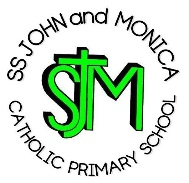 SS JOHN and MONICA
SJM
CATHOLIC PRIMARY SCHOOL